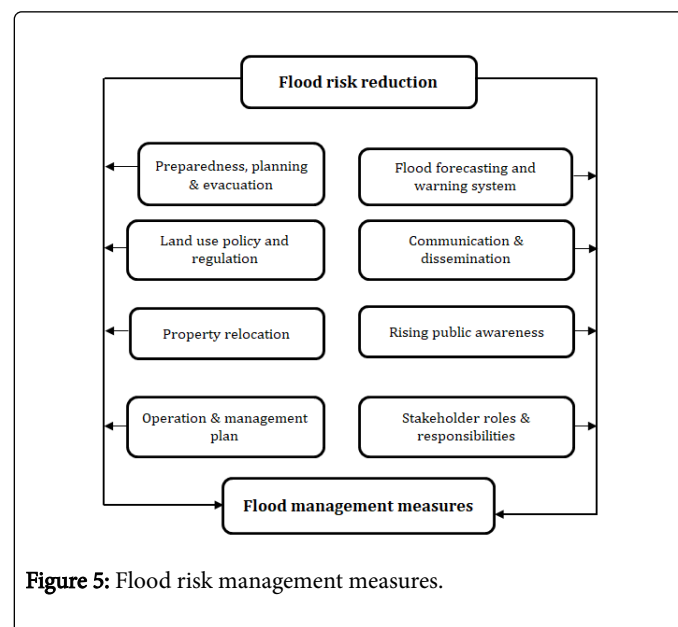 Flood risk reduction
Preparedness, planning
& evacuation
Flood forecasting and
warning system
Land use policy and
regulation
Communication &
dissemination
Property relocation
Rising public awareness
Operation & management
plan
Stakeholder roles &
responsibilities
Flood management measures
Figure 5: Flood risk management measures.